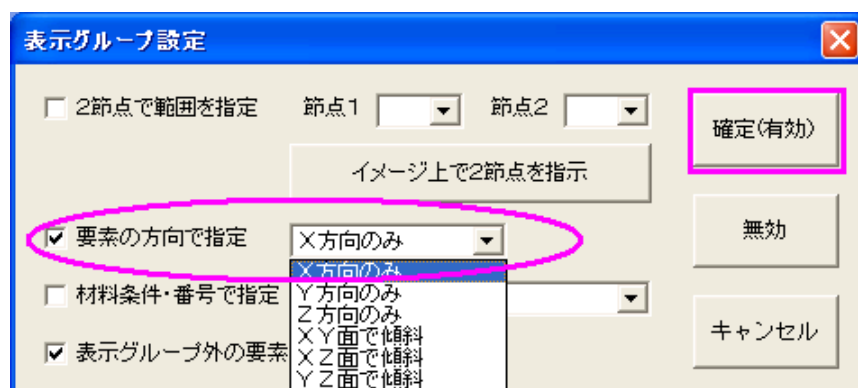 表示グループ設定
2節点で範囲を指定 節点1 節点2
確定(有効)
イメージ上で2節点を指示
要素の方向で指定 X方向のみ
無効
X方向のみ
材料条件・番号で指定 Y方向のみ
Z方向のみ
XY面で傾斜
キャンセル
表示グループ外の要素 XZ面で傾斜
YZ面で傾斜